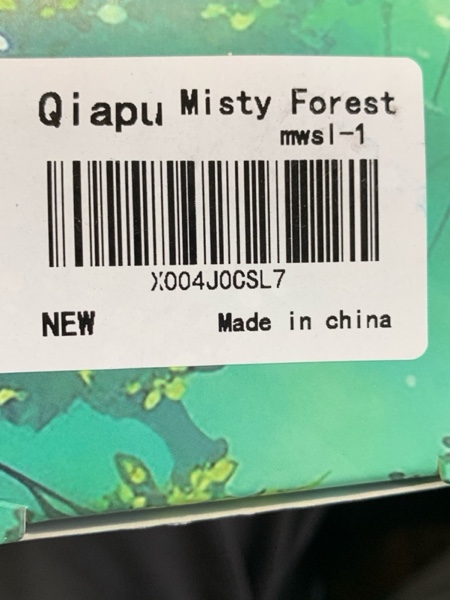 Qiapu Misty Forest
mwsl-1
X004J0CSL7
NEW Made in china